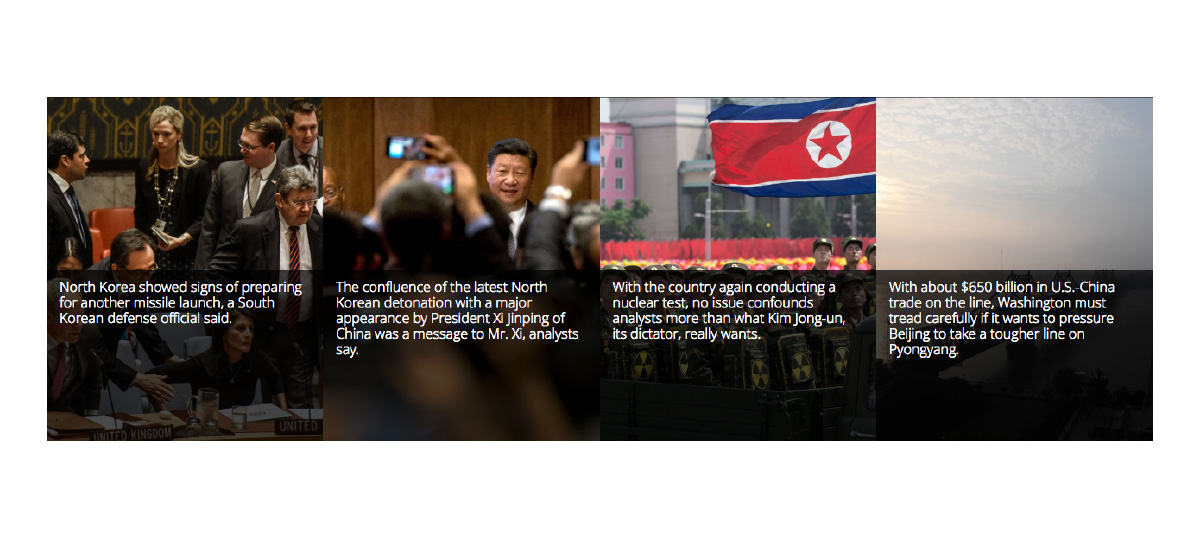 North Korea showed signs of preparing
for another missile launch, a South
Korean defense official said.
UNITED KINGDOM
UNITED
The confluence of the latest North
Korean detonation with a major
appearance by President Xi Jinping of
China was a message to Mr. Xi, analysts
say.
With the country again conducting a
nuclear test, no issue confounds
analysts more than what Kim Jong-un,
its dictator, really wants.
With about $650 billion in U.S.-China
trade on the line, Washington must
tread carefully if it wants to pressure
Beijing to take a tougher line on
Pyongyang.